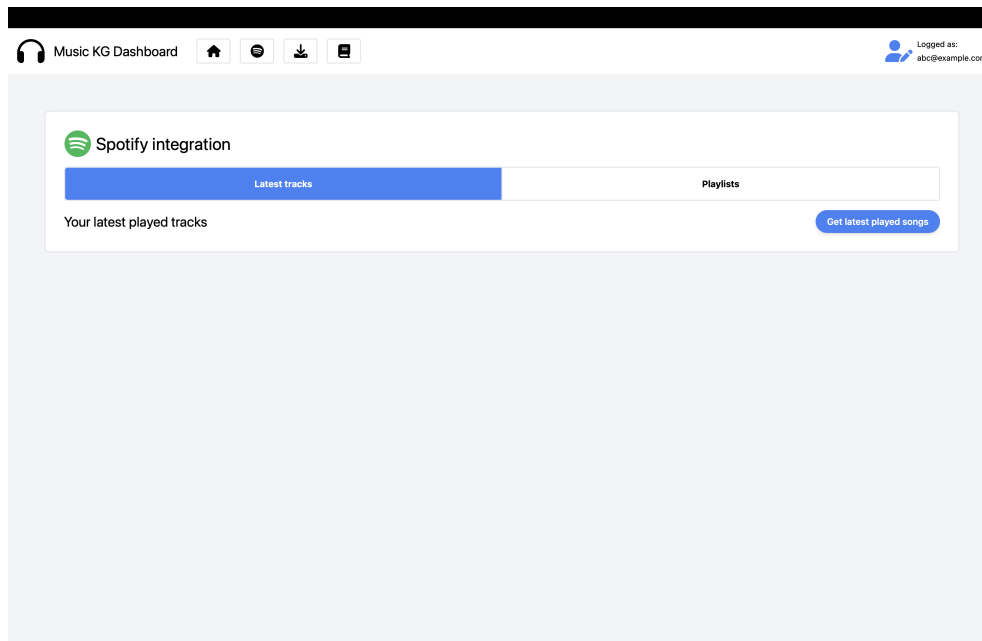 Music KG Dashboard
Logged as:
abc@example.cor
Spotify integration
Latest tracks
Playlists
Your latest played tracks
Get latest played songs